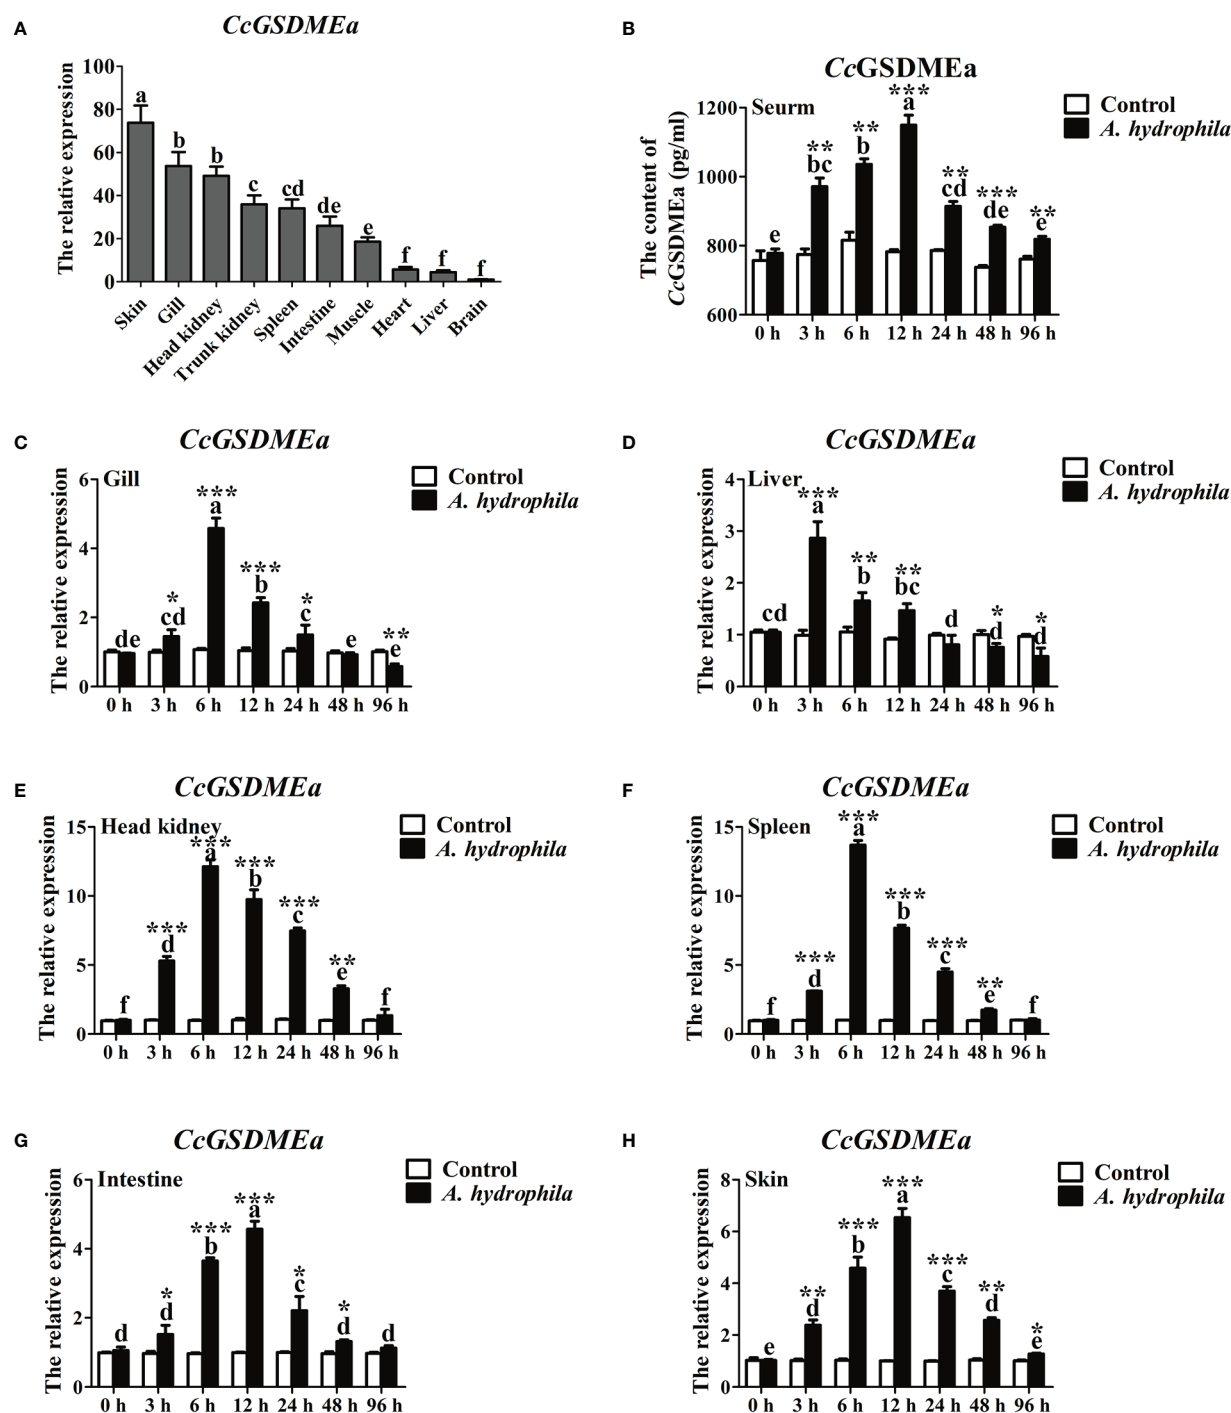 A
CcGSDMEa
The relative expression
100
80
60
40
20
0
a
b
b
c
cd
de
e
f
f
f
Skin
Gill
Head kidney
Trunk kidney
Spleen
Intestine
Muscle
Heart
Liver
Brain
B
CcGSDMEa
Seurm
Control
A. hydrophila
The content of
CcGSDMEa (pg/ml)
1200
1000
800
600
*** ** ** ** *** **
e bc b a cd de e
0 h 3 h 6 h 12 h 24 h 48 h 96 h
C
CcGSDMEa
Gill
Control
A. hydrophila
The relative expression
6
4
2
0
* *** *** * **
de cd a b c e e
0 h 3 h 6 h 12 h 24 h 48 h 96 h
D
CcGSDMEa
Liver
Control
A. hydrophila
The relative expression
4
3
2
1
0
*** ** ** * *
cd a b bc d d d
0 h 3 h 6 h 12 h 24 h 48 h 96 h
E
CcGSDMEa
Head kidney
Control
A. hydrophila
The relative expression
15
10
5
0
*** *** *** *** **
f d a b c e f
0 h 3 h 6 h 12 h 24 h 48 h 96 h
F
CcGSDMEa
Spleen
Control
A. hydrophila
The relative expression
15
10
5
0
*** *** *** *** **
f d a b c e f
0 h 3 h 6 h 12 h 24 h 48 h 96 h
G
CcGSDMEa
Intestine
Control
A. hydrophila
The relative expression
6
4
2
0
* *** *** * *
d d b a c d d
0 h 3 h 6 h 12 h 24 h 48 h 96 h
H
CcGSDMEa
Skin
Control
A. hydrophila
The relative expression
8
6
4
2
0
** *** *** *** ** *
e d b a c d e
0 h 3 h 6 h 12 h 24 h 48 h 96 h